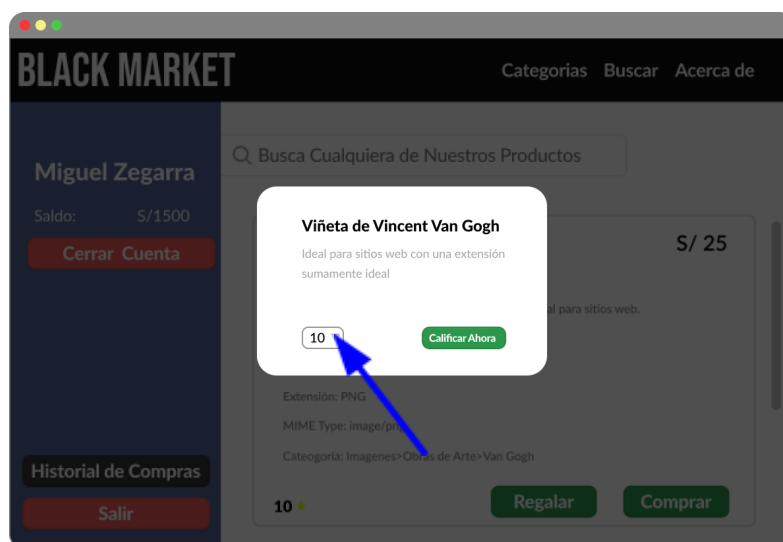 BLACK MARKET
Categorias Buscar Acerca de
Miguel Zegarra
Saldo: S/1500
Cerrar Cuenta
Historial de Compras
Salir
Busca Cualquiera de Nuestros Productos
S/ 25
al para sitios web.
Viñeta de Vincent Van Gogh
Ideal para sitios web con una extensión
sumamente ideal
10
Calificar Ahora
Extensión: PNG
MIME Type: image/png
Cateogoria: Imagenes>Obras de Arte>Van Gogh
10
Regalar
Comprar